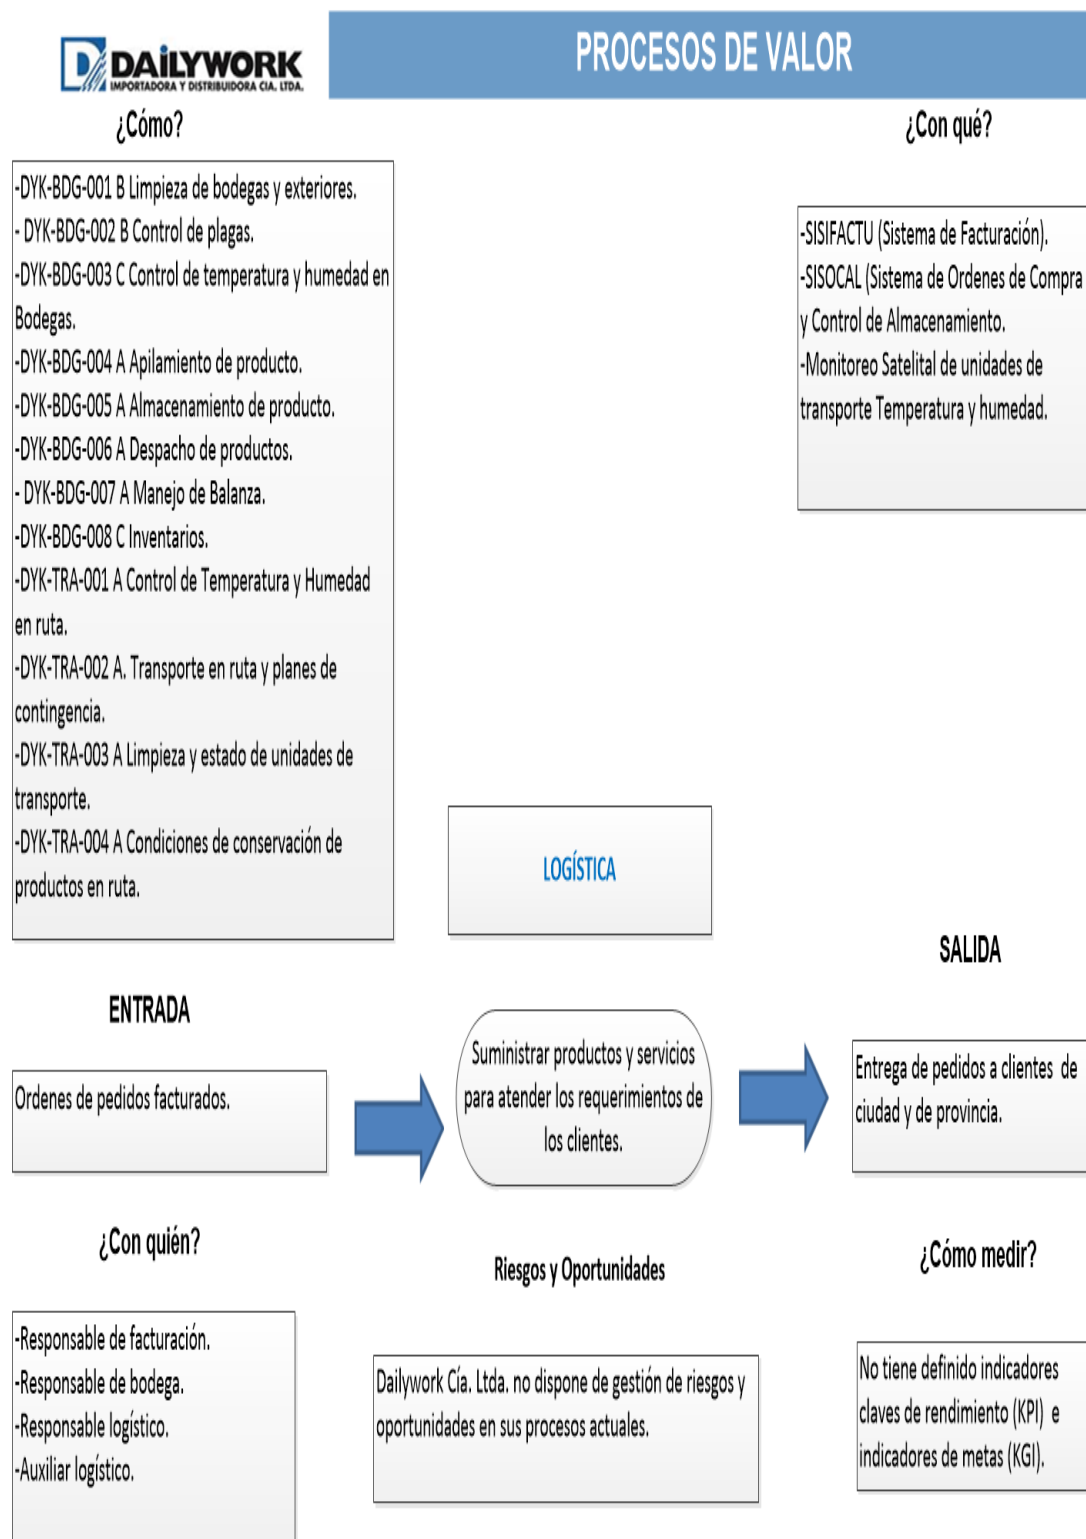 DAiLYWORK
IMPORTADORA Y DISTRIBUIDORA CIA. LTDA.
PROCESOS DE VALOR
¿Cómo?
-DYK-BDG-001 B Limpieza de bodegas y exteriores.
- DYK-BDG-002 B Control de plagas.
-DYK-BDG-003 C Control de temperatura y humedad en
Bodegas.
-DYK-BDG-004 A Apilamiento de producto.
-DYK-BDG-005 A Almacenamiento de producto.
-DYK-BDG-006 A Despacho de productos.
- DYK-BDG-007 A Manejo de Balanza.
-DYK-BDG-008 C Inventarios.
-DYK-TRA-001 A Control de Temperatura y Humedad
en ruta.
-DYK-TRA-002 A. Transporte en ruta y planes de
contingencia.
-DYK-TRA-003 A Limpieza y estado de unidades de
transporte.
-DYK-TRA-004 A Condiciones de conservación de
productos en ruta.
¿Con qué?
-SISIFACTU (Sistema de Facturación).
-SISOCAL (Sistema de Ordenes de Compra
y Control de Almacenamiento.
-Monitoreo Satelital de unidades de
transporte Temperatura y humedad.
LOGÍSTICA
ENTRADA
Ordenes de pedidos facturados.
Suministrar productos y servicios
para atender los requerimientos de
los clientes.
SALIDA
Entrega de pedidos a clientes de
ciudad y de provincia.
¿Con quién?
-Responsable de facturación.
-Responsable de bodega.
-Responsable logístico.
-Auxiliar logístico.
Riesgos y Oportunidades
Dailywork Cía. Ltda. no dispone de gestión de riesgos y
oportunidades en sus procesos actuales.
¿Cómo medir?
No tiene definido indicadores
claves de rendimiento (KPI) e
indicadores de metas (KGI).